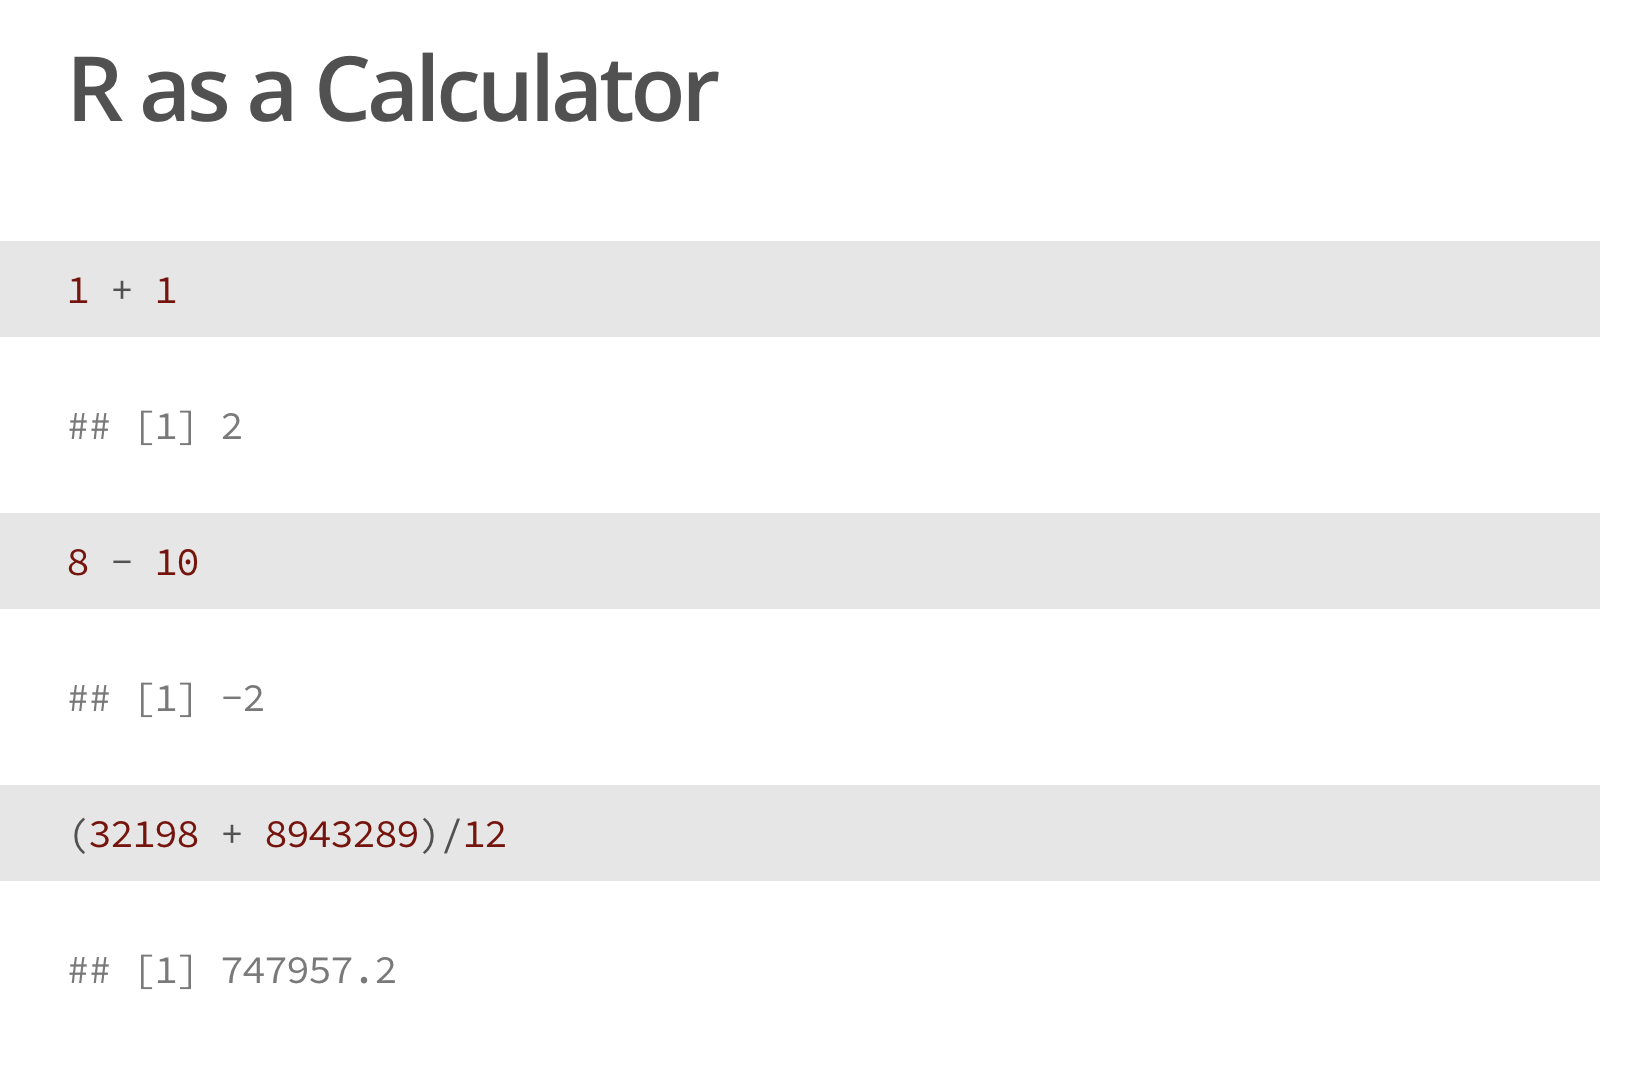 R as a Calculator
1 + 1
## [1] 2
8 - 10
## [1] -2
(32198 + 8943289)/12
## [1] 747957.2